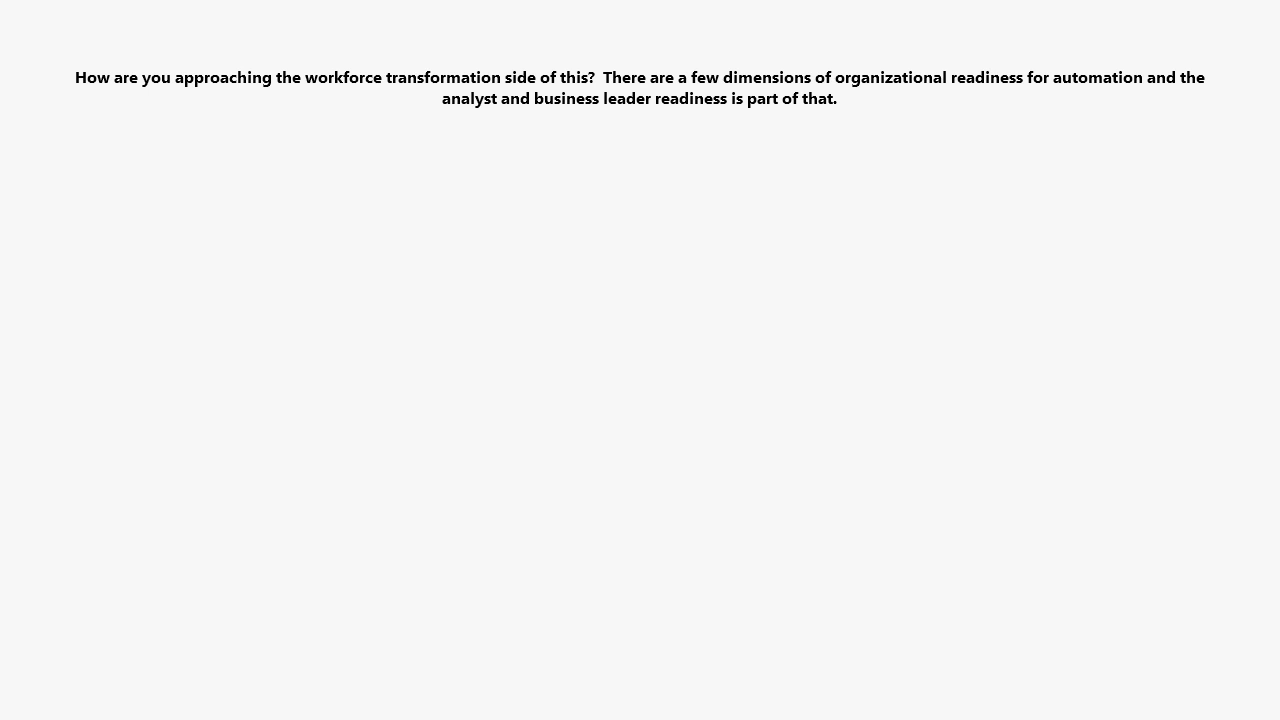 How are you approaching the workforce transformation side of this?  There are a few dimensions of organizational readiness for automation and the
analyst and business leader readiness is part of that.